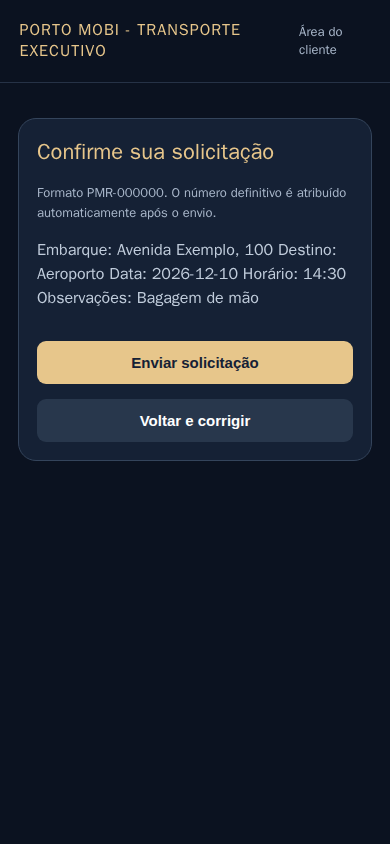 PORTO MOBI - TRANSPORTE
EXECUTIVO
Área do
cliente
Confirme sua solicitação
Formato PMR-000000. O número definitivo é atribuído
automaticamente após o envio.
Embarque: Avenida Exemplo, 100 Destino:
Aeroporto Data: 2026-12-10 Horário: 14:30
Observações: Bagagem de mão
Enviar solicitação
Voltar e corrigir